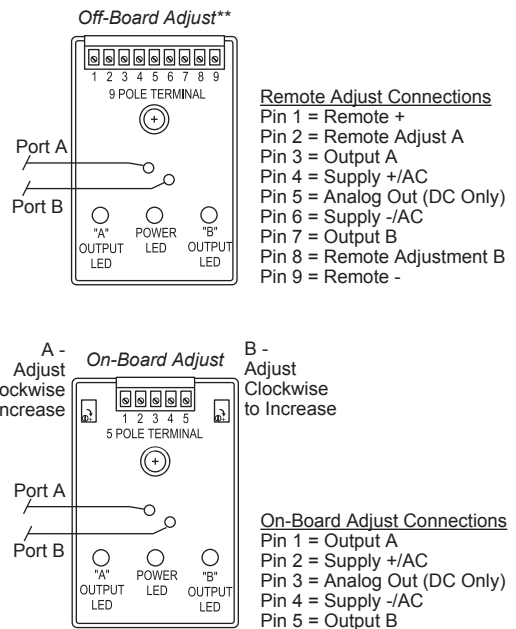 Off-Board Adjust**
1 2 3 4 5 6 7 8 9
9 POLE TERMINAL
Port A
Port B
"A"
OUTPUT
LED
POWER
LED
"B"
OUTPUT
LED
Remote Adjust Connections
Pin 1 = Remote +
Pin 2 = Remote Adjust A
Pin 3 = Output A
Pin 4 = Supply +/AC
Pin 5 = Analog Out (DC Only)
Pin 6 = Supply -/AC
Pin 7 = Output B
Pin 8 = Remote Adjustment B
Pin 9 = Remote -
A -
Adjust
lockwise
ncrease
On-Board Adjust
B -
Adjust
Clockwise
to Increase
1 2 3 4 5
5 POLE TERMINAL
Port A
Port B
"A"
OUTPUT
LED
POWER
LED
"B"
OUTPUT
LED
On-Board Adjust Connections
Pin 1 = Output A
Pin 2 = Supply +/AC
Pin 3 = Analog Out (DC Only)
Pin 4 = Supply -/AC
Pin 5 = Output B